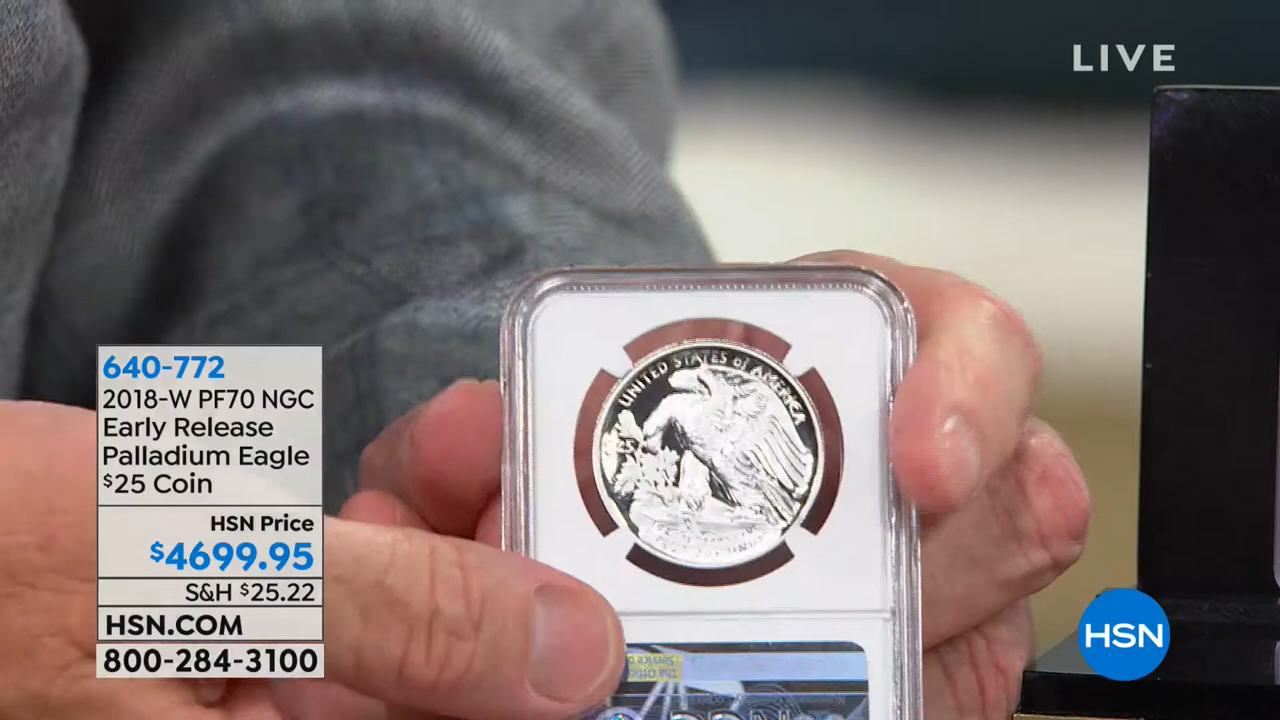 LIVE
640-772
2018-W PF70 NGC
Early Release
Palladium Eagle
$25 Coin
HSN Price
$4699.95
S&H $25.22
HSN.COM
800-284-3100
UNITED STATES of AMERICA
HSN